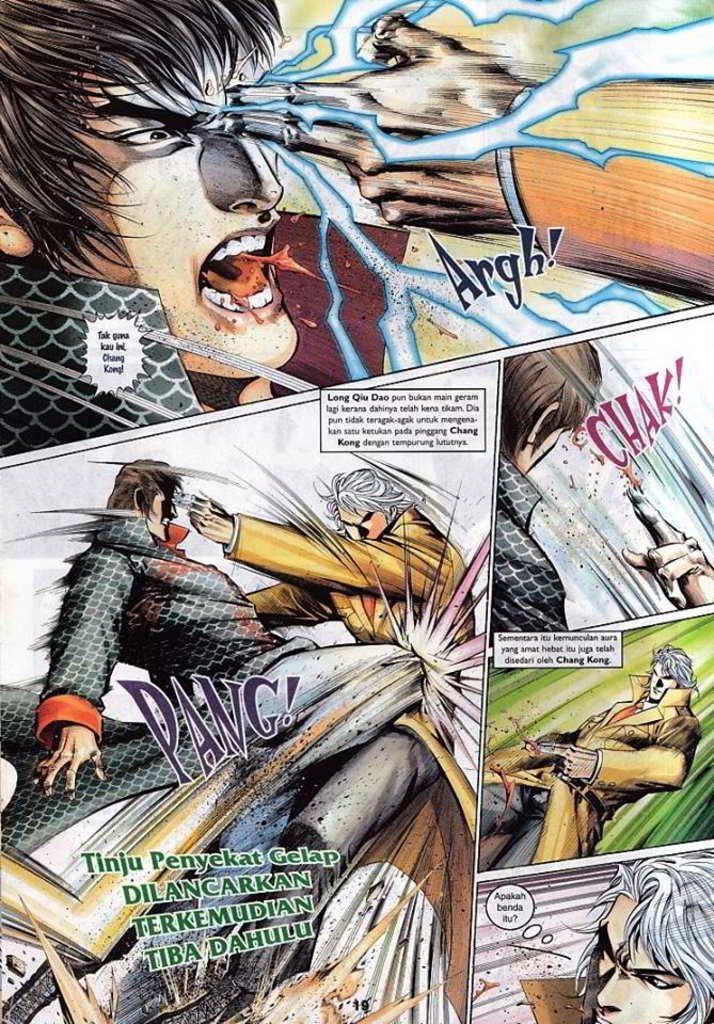 Argh!
Tak guna
kau ini,
Chang
Kong!
Long Qiu Dao pun bukan main geram
lagi kerana dahinya telah kena tikam. Dia
pun tidak teragak-agak untuk mengena-
kan satu ketukan pada pinggang Chang
Kong dengan tempurung lututnya.
CHAK!
PANG!
Sementara itu kemunculan aura
yang amat hebat itu juga telah
disedari oleh Chang Kong.
Tinju Penyekat Gelap
DILANCARKAN
TERKEMUDIAN
TIBA DAHULU
Apakah
benda
itu?
19